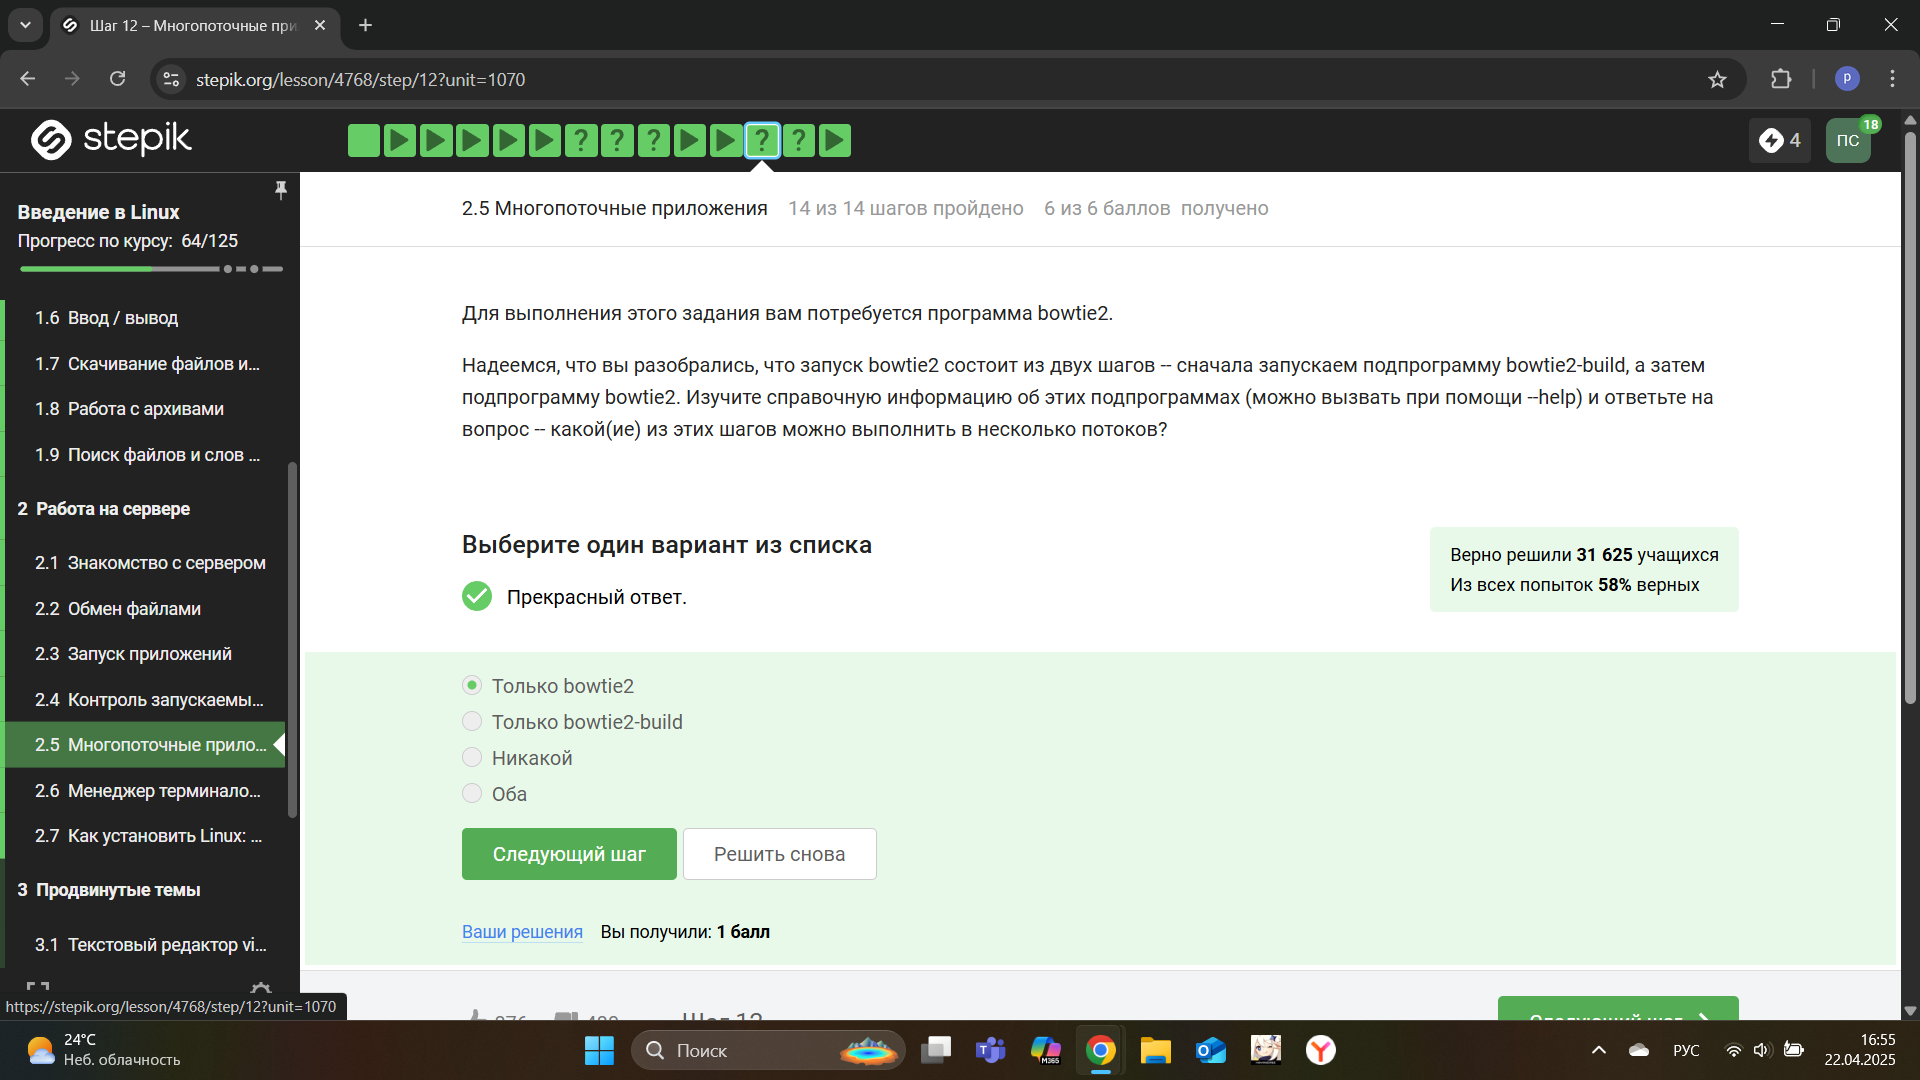 Шаг 12 – Многопоточные при
stepik.org/lesson/4768/step/12?unit=1070
p
stepik
? ? ? ? ?
4
ПС
18
Введение в Linux
Прогресс по курсу: 64/125
1.6 Ввод / вывод
1.7 Скачивание файлов и...
1.8 Работа с архивами
1.9 Поиск файлов и слов ...
2 Работа на сервере
2.1 Знакомство с сервером
2.2 Обмен файлами
2.3 Запуск приложений
2.4 Контроль запускаемы...
2.5 Многопоточные прило...
2.6 Менеджер терминало...
2.7 Как установить Linux: ...
3 Продвинутые темы
3.1 Текстовый редактор vi...
https://stepik.org/lesson/4768/step/12?unit=1070
2.5 Многопоточные приложения 14 из 14 шагов пройдено 6 из 6 баллов получено
Для выполнения этого задания вам потребуется программа bowtie2.
Надеемся, что вы разобрались, что запуск bowtie2 состоит из двух шагов -- сначала запускаем подпрограмму bowtie2-build, а затем
подпрограмму bowtie2. Изучите справочную информацию об этих подпрограммах (можно вызвать при помощи --help) и ответьте на
вопрос -- какой(ие) из этих шагов можно выполнить в несколько потоков?
Выберите один вариант из списка
Прекрасный ответ.
Верно решили 31 625 учащихся
Из всех попыток 58% верных
Только bowtie2
Только bowtie2-build
Никакой
Оба
Следующий шаг
Решить снова
Ваши решения Вы получили: 1 балл
Шаг 12
Следующий шаг
24°C
Неб. облачность
Поиск
M365
РУС
16:55
22.04.2025